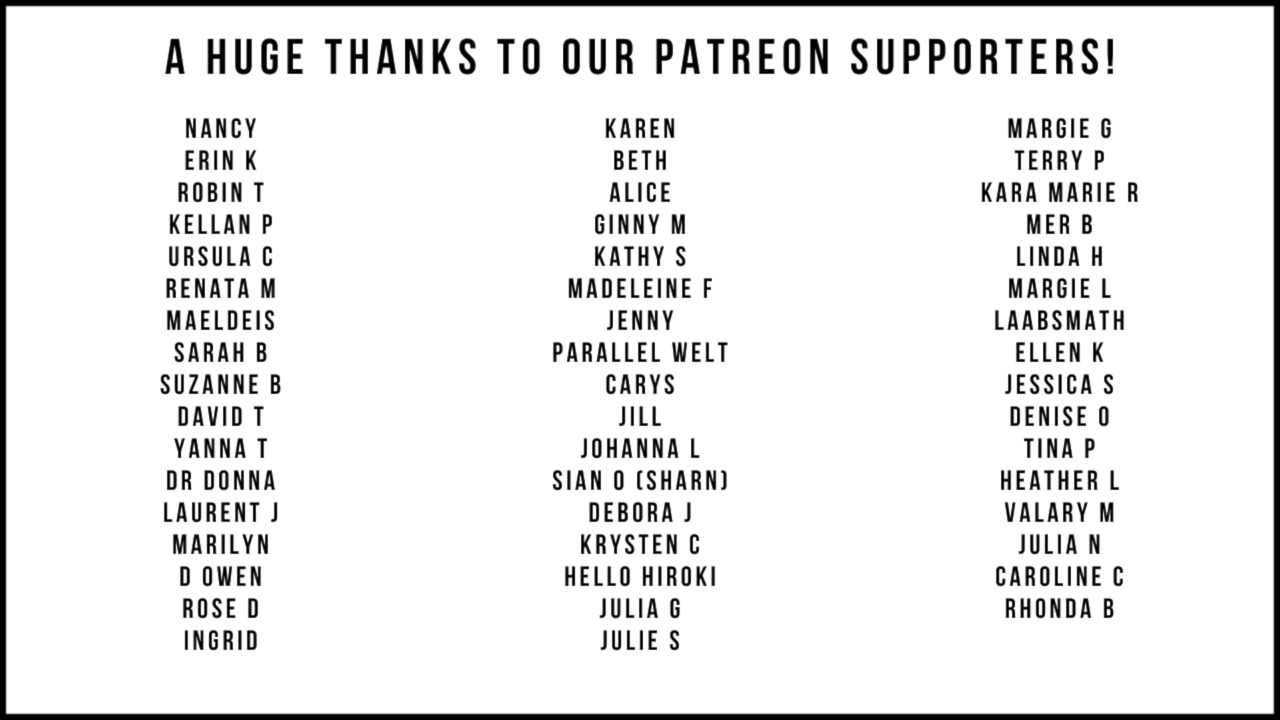 A HUGE THANKS TO OUR PATREON SUPPORTERS!
NANCY
ERIN K
ROBIN T
KELLAN P
URSULA C
RENATA M
MAELDEIS
SARAH B
SUZANNE B
DAVID T
YANNA T
DR DONNA
LAURENT J
MARILYN
D OWEN
ROSE D
INGRID
KAREN
BETH
ALICE
GINNY M
KATHY S
MADELEINE F
JENNY
PARALLEL WELT
CARYS
JILL
JOHANNA L
SIAN O (SHARN)
DEBORA J
KRYSTEN C
HELLO HIROKI
JULIA G
JULIE S
MARGIE G
TERRY P
KARA MARIE R
MER B
LINDA H
MARGIE L
LAABSMATH
ELLEN K
JESSICA S
DENISE O
TINA P
HEATHER L
VALARY M
JULIA N
CAROLINE C
RHONDA B